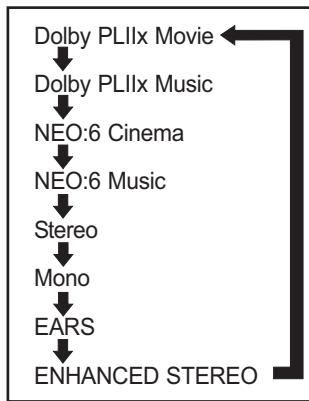 Dolby PLIIx Movie
Dolby PLIIx Music
NEO:6 Cinema
NEO:6 Music
Stereo
Mono
EARS
ENHANCED STEREO